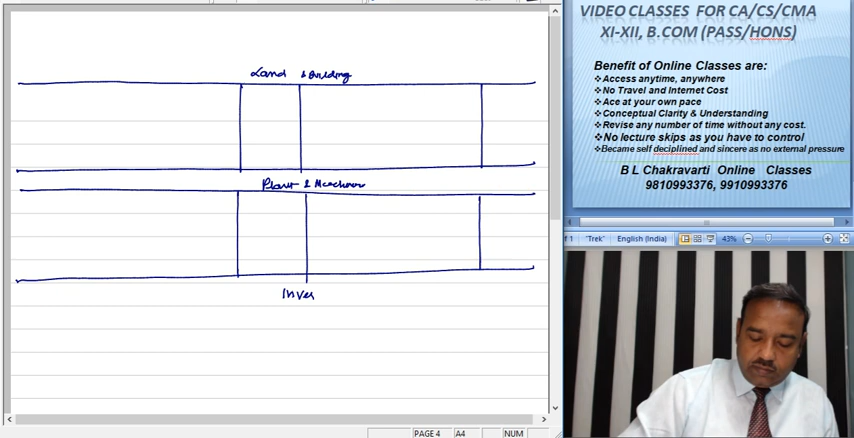 VIDEO CLASSES FOR CA/CS/CMA
XI-XII, B.COM (PASS/HONS)
Benefit of Online Classes are:
❖Access anytime, anywhere
❖No Travel and Internet Cost
❖Ace at your own pace
❖Conceptual Clarity & Understanding
❖Revise any number of time without any cost.
❖No lecture skips as you have to control
❖Became self deciplined and sincere as no external pressure
B L Chakravarti Online Classes
9810993376, 9910993376
Land & Building
Plant &
Inves
f 1 "Trek" English (India) 43%
PAGE 4 A4 NUM